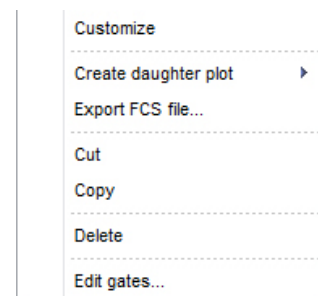 Customize
Create daughter plot
Export FCS file...
Cut
Copy
Delete
Edit gates...